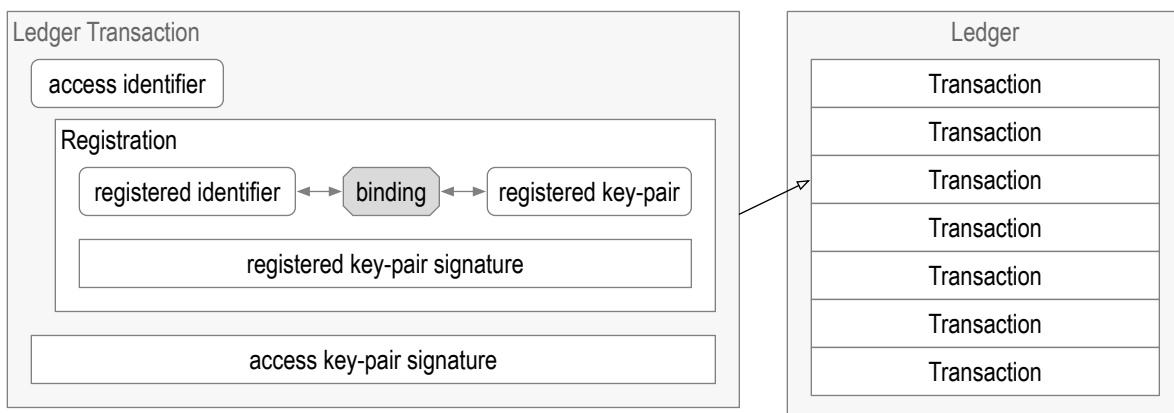 Ledger Transaction
access identifier
Registration
registered identifier
binding
registered key-pair
registered key-pair signature
access key-pair signature
Ledger
Transaction
Transaction
Transaction
Transaction
Transaction
Transaction
Transaction